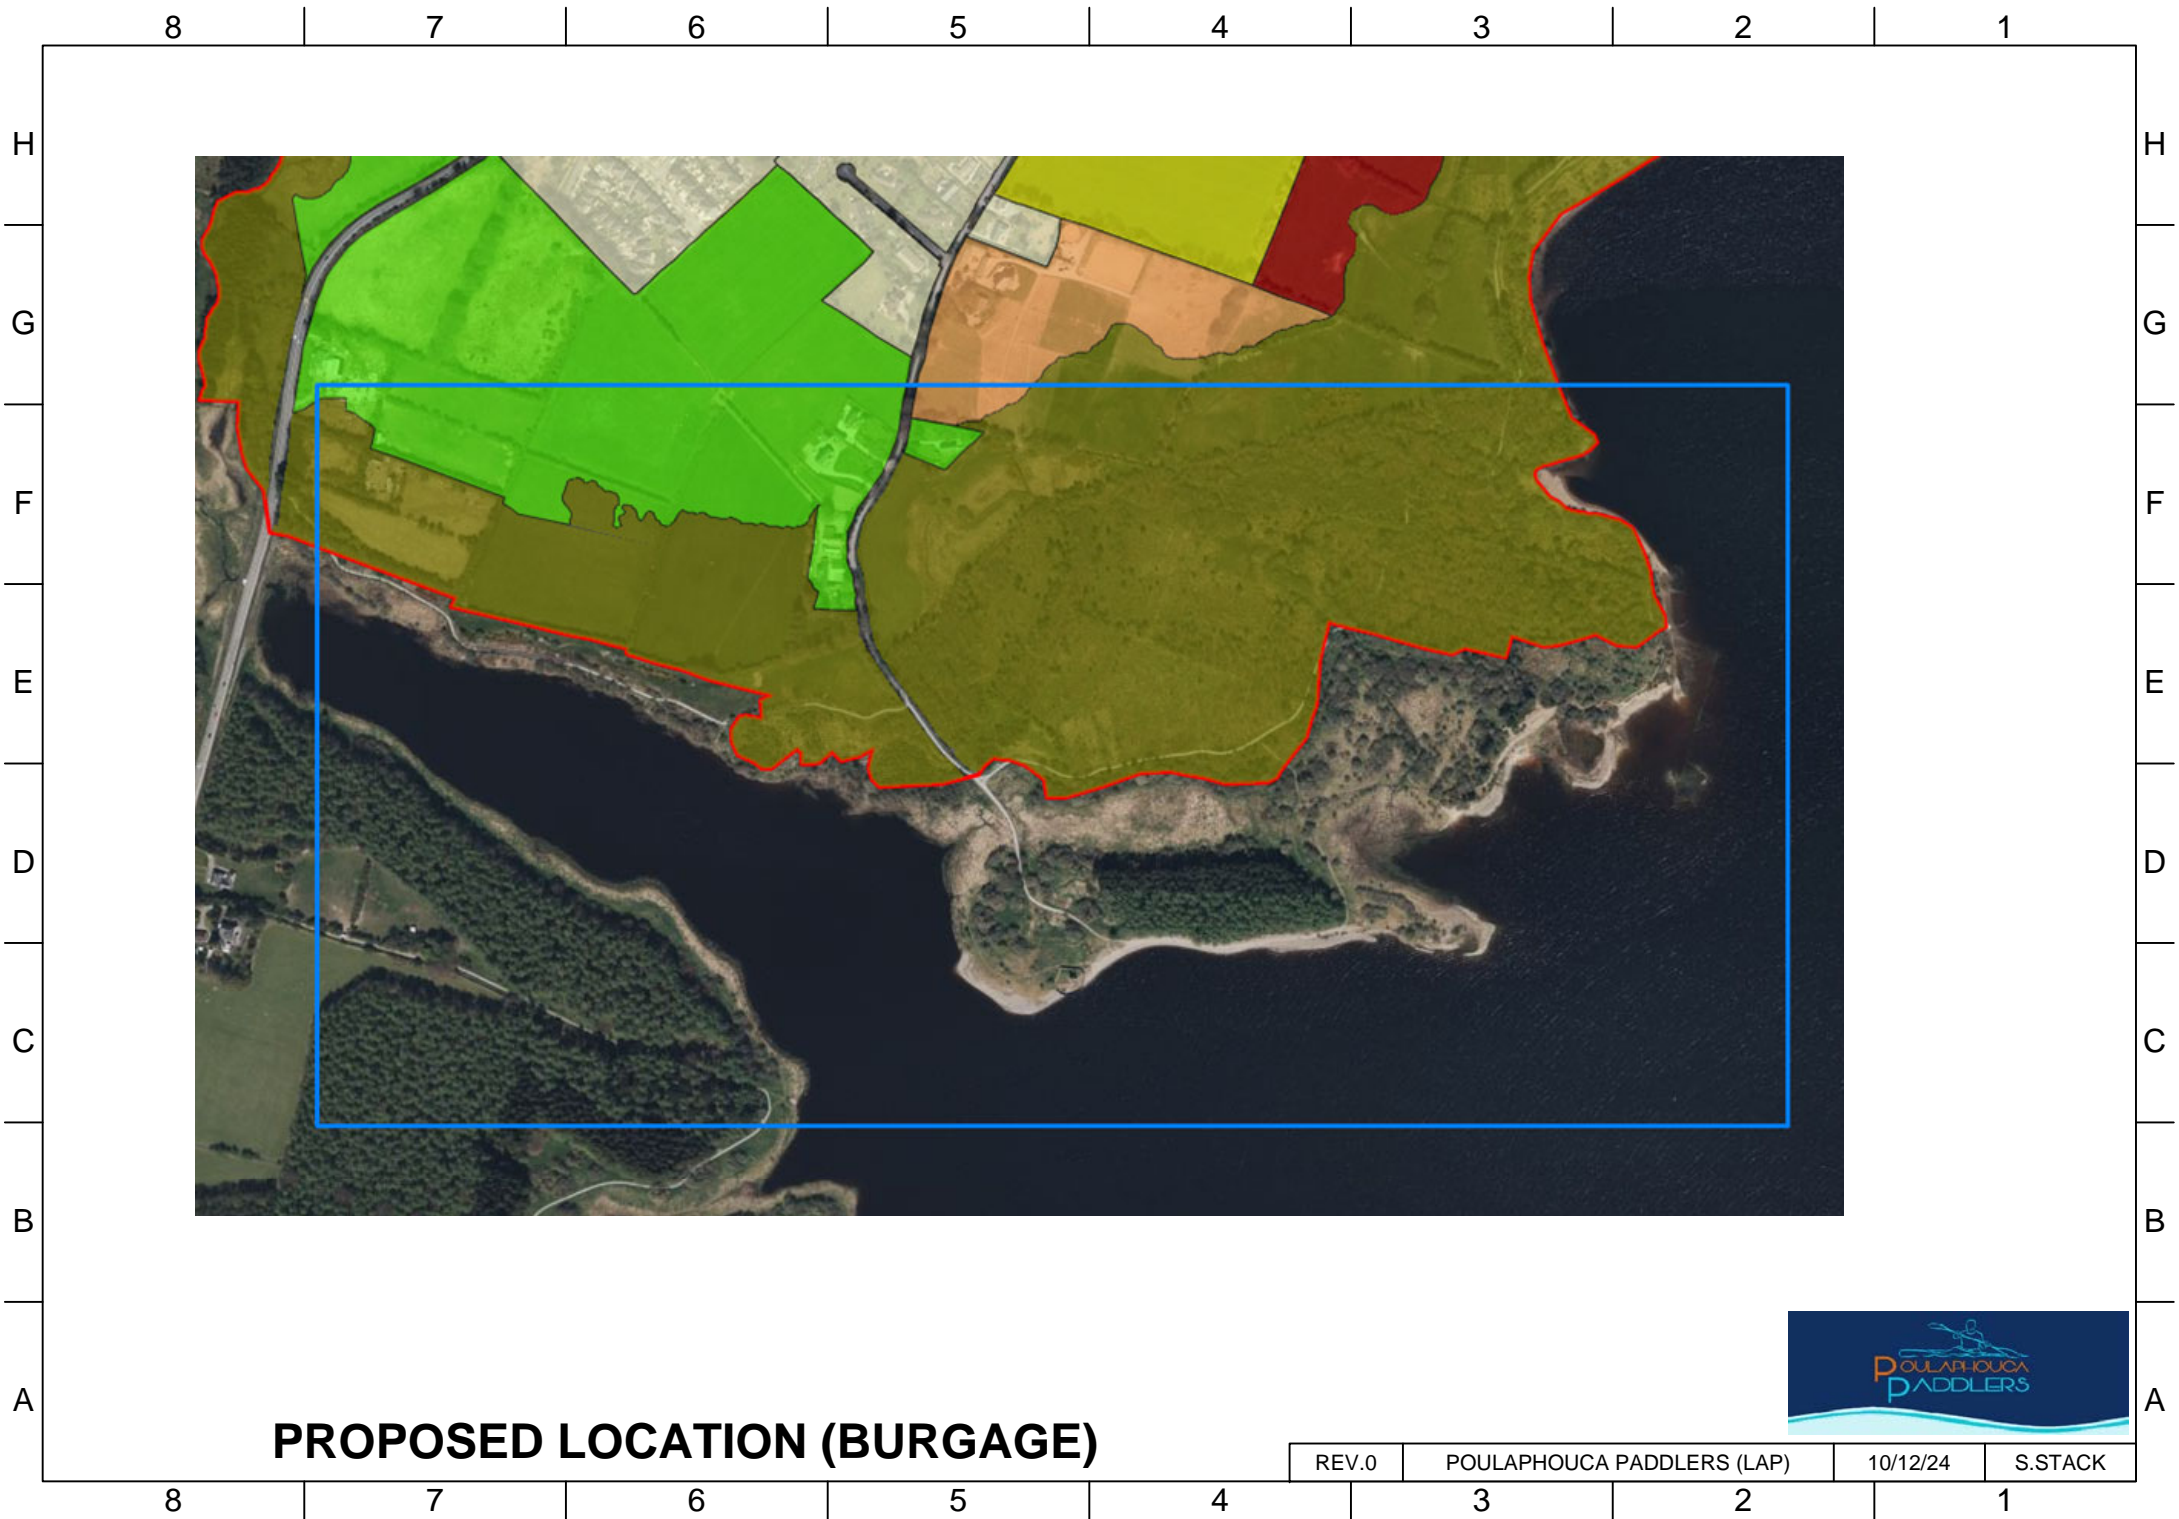 8 7 6 5 4 3 2 1
H H
G G
F F
E E
D D
C C
B B
A A
POULAPHOUCA
PADDLERS
PROPOSED LOCATION (BURGAGE)
REV.0 POULAPHOUCA PADDLERS (LAP) 10/12/24 S.STACK
8 7 6 5 4 3 2 1